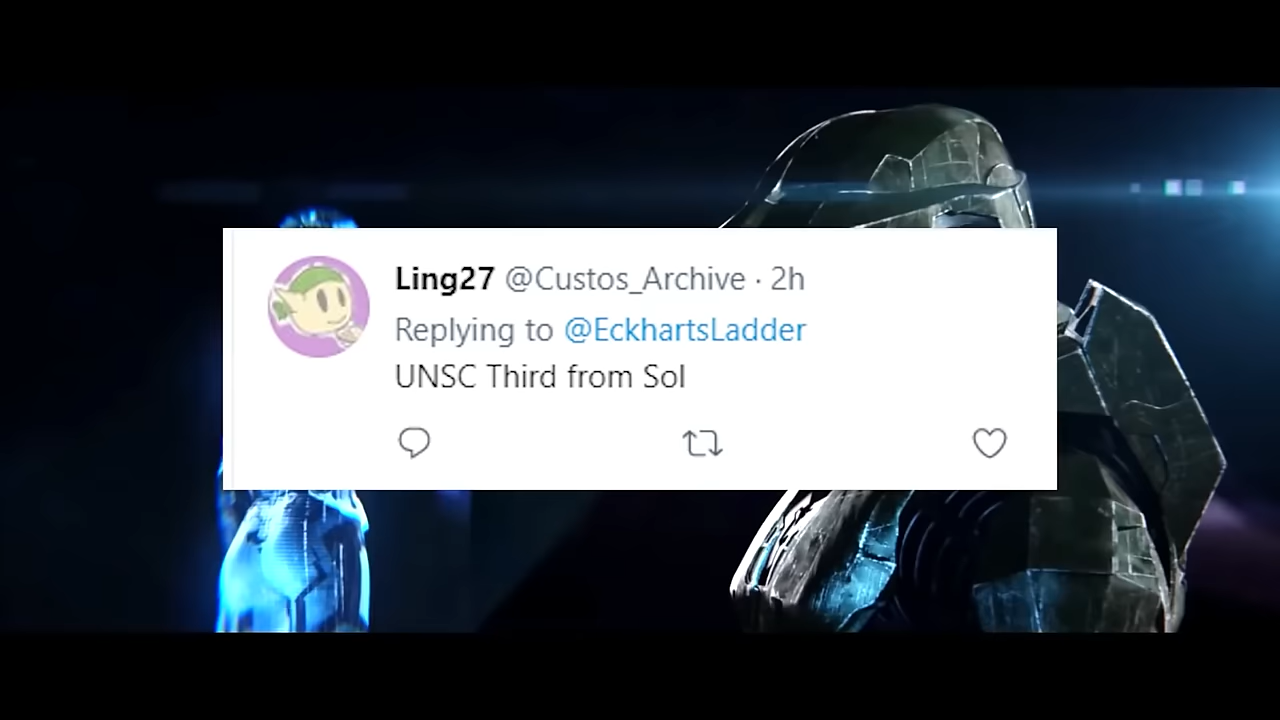 Ling27 @Custos_Archive · 2h
Replying to @EckhartsLadder
UNSC Third from Sol